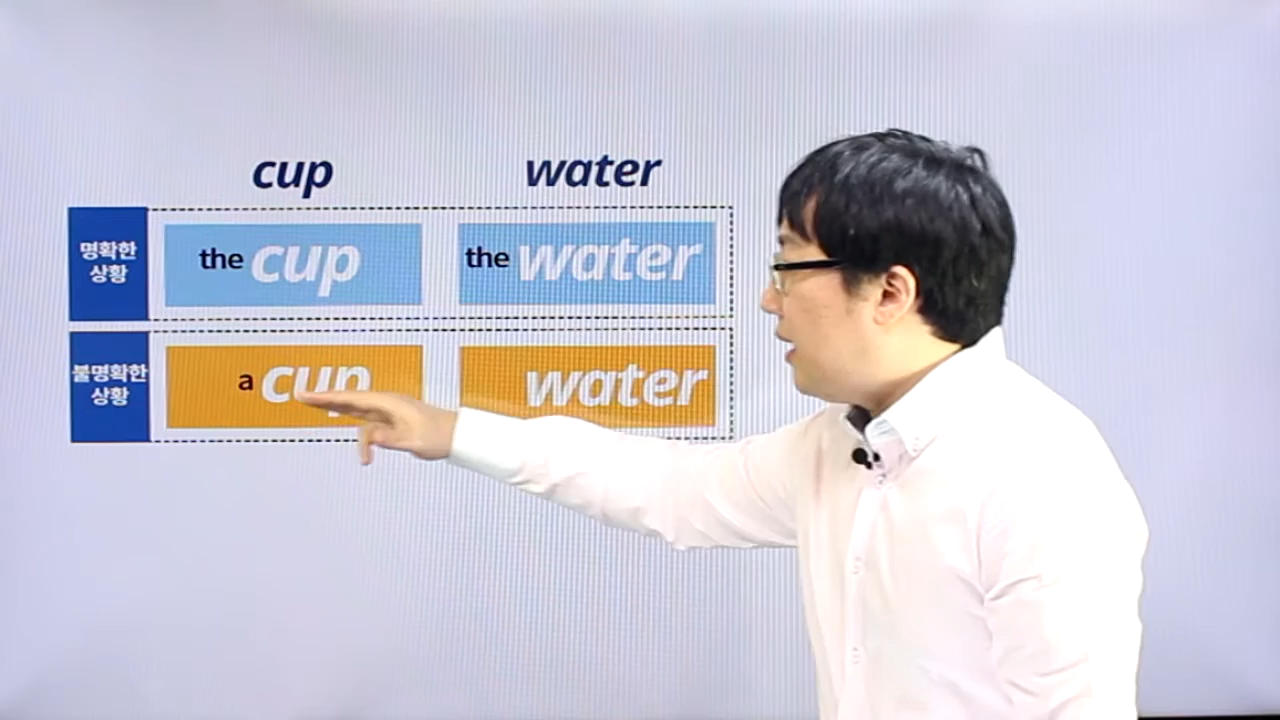 cup water
명확한
상황
the cup
the water
불명확한
상황
a cup
water